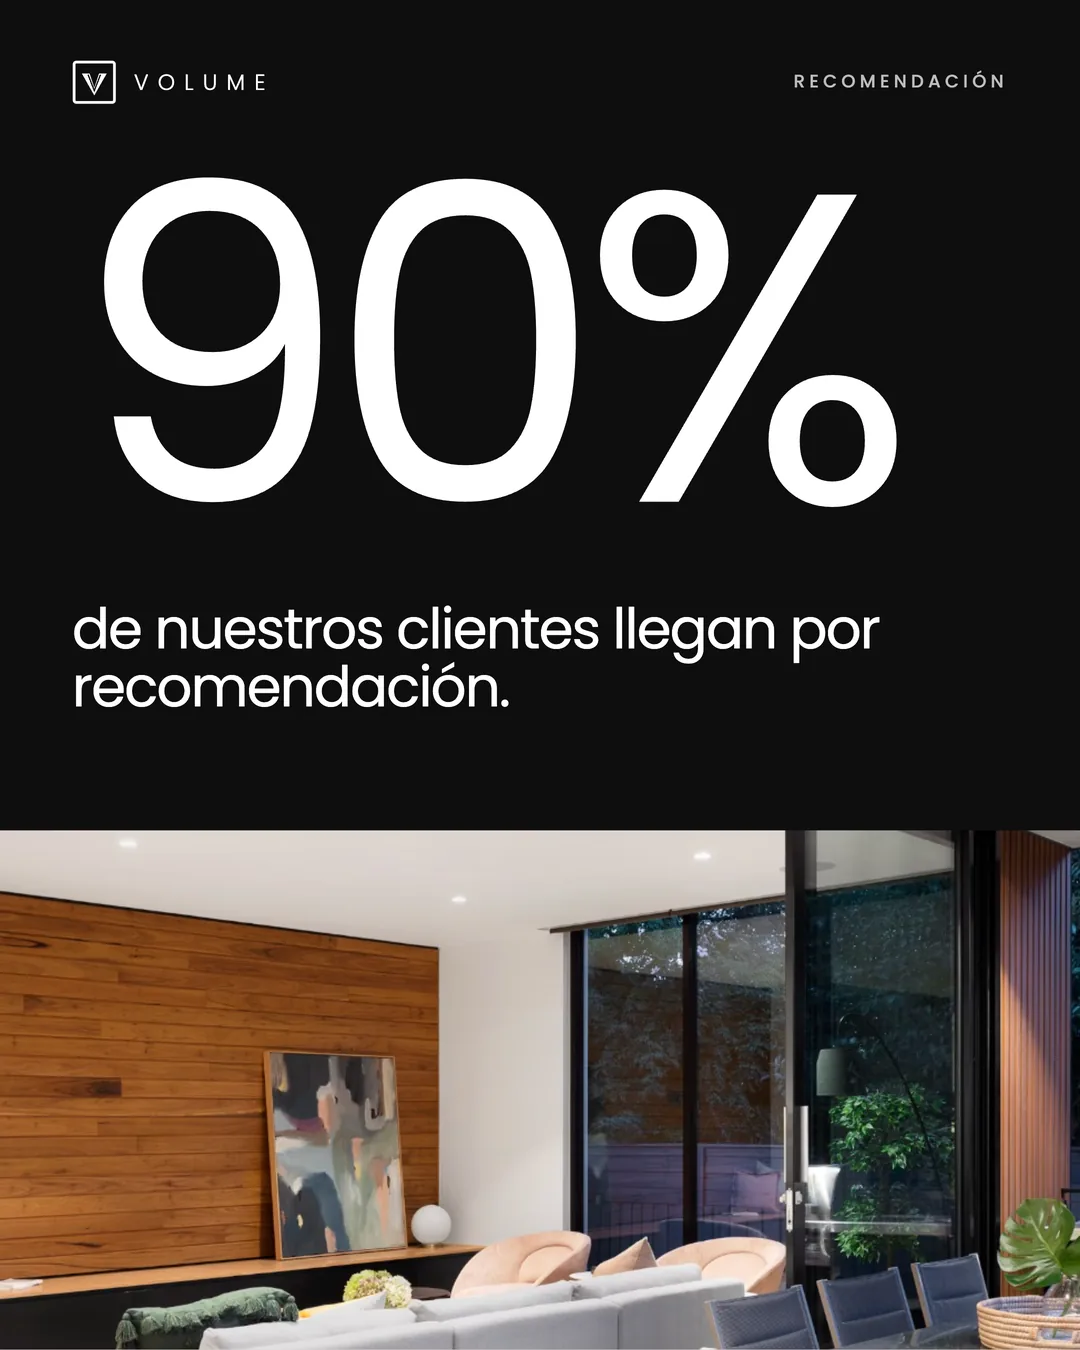 VOLUME
RECOMENDACIÓN
90%
de nuestros clientes llegan por
recomendación.